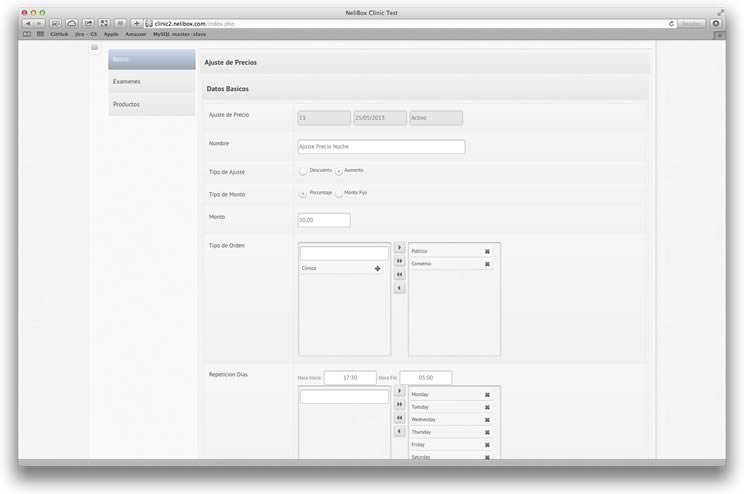 NeliBox Clinic Test
clinic2.nelibox.com/index.php
Reader
GitHub Jira - GS Apple Amazon MySQL master-slave
Basico
Examenes
Productos
Ajuste de Precios
Datos Basicos
Ajuste de Precio 13 25/05/2013 Activo
Nombre Ajuste Precio Noche
Tipo de Ajuste Descuento Aumento
Tipo de Monto Porcentaje Monto Fijo
Monto 50,00
Tipo de Orden
Clinica
Publico
Convenio
Repeticion Dias Hora Inicio: 17:30 Hora Fin: 05:00
Monday
Tuesday
Wednesday
Thursday
Friday
Saturday